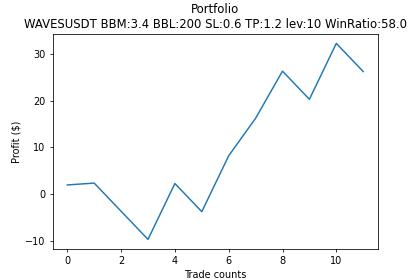 Portfolio
WAVESUSDT BBM:3.4 BBL:200 SL:0.6 TP:1.2 lev:10 WinRatio:58.0
30
20
10
0
−10
Profit ($)
0 2 4 6 8 10
Trade counts